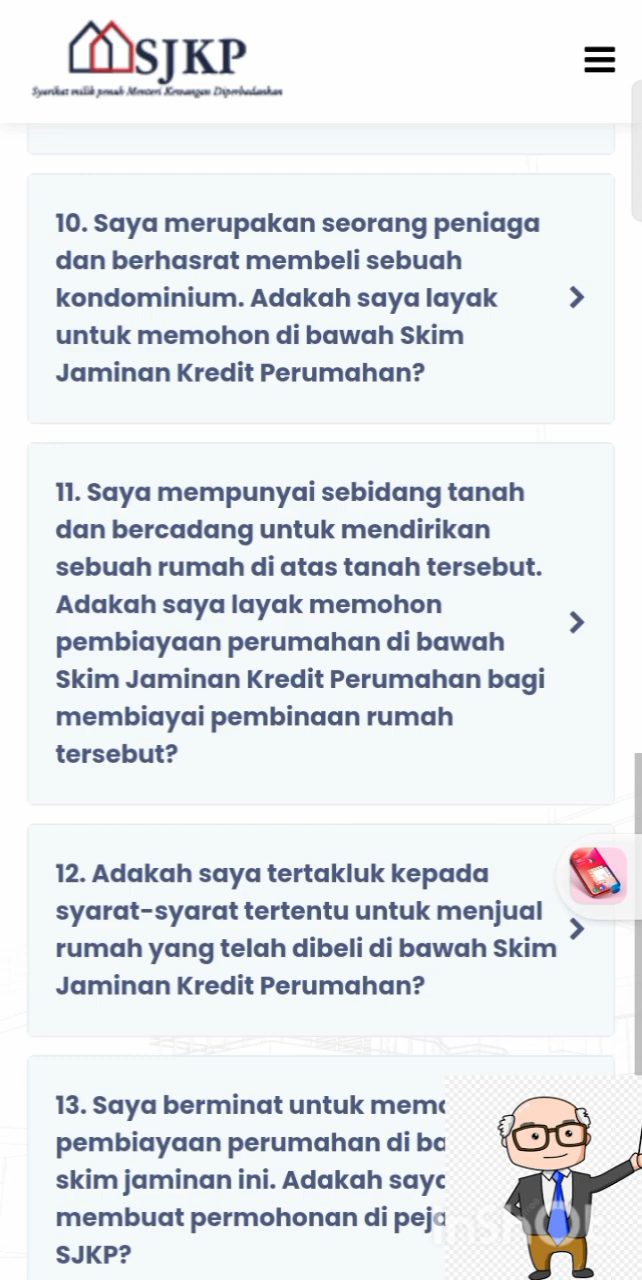 SJKP
Syarikat milik penuh Menteri Kewangan Diperbadankan
10. Saya merupakan seorang peniaga
dan berhasrat membeli sebuah
kondominium. Adakah saya layak
untuk memohon di bawah Skim
Jaminan Kredit Perumahan?
11. Saya mempunyai sebidang tanah
dan bercadang untuk mendirikan
sebuah rumah di atas tanah tersebut.
Adakah saya layak memohon
pembiayaan perumahan di bawah
Skim Jaminan Kredit Perumahan bagi
membiayai pembinaan rumah
tersebut?
12. Adakah saya tertakluk kepada
syarat-syarat tertentu untuk menjual
rumah yang telah dibeli di bawah Skim
Jaminan Kredit Perumahan?
13. Saya berminat untuk
pembiayaan perumahan di
skim jaminan ini. Adakah
membuat permohonan di
SJKP?